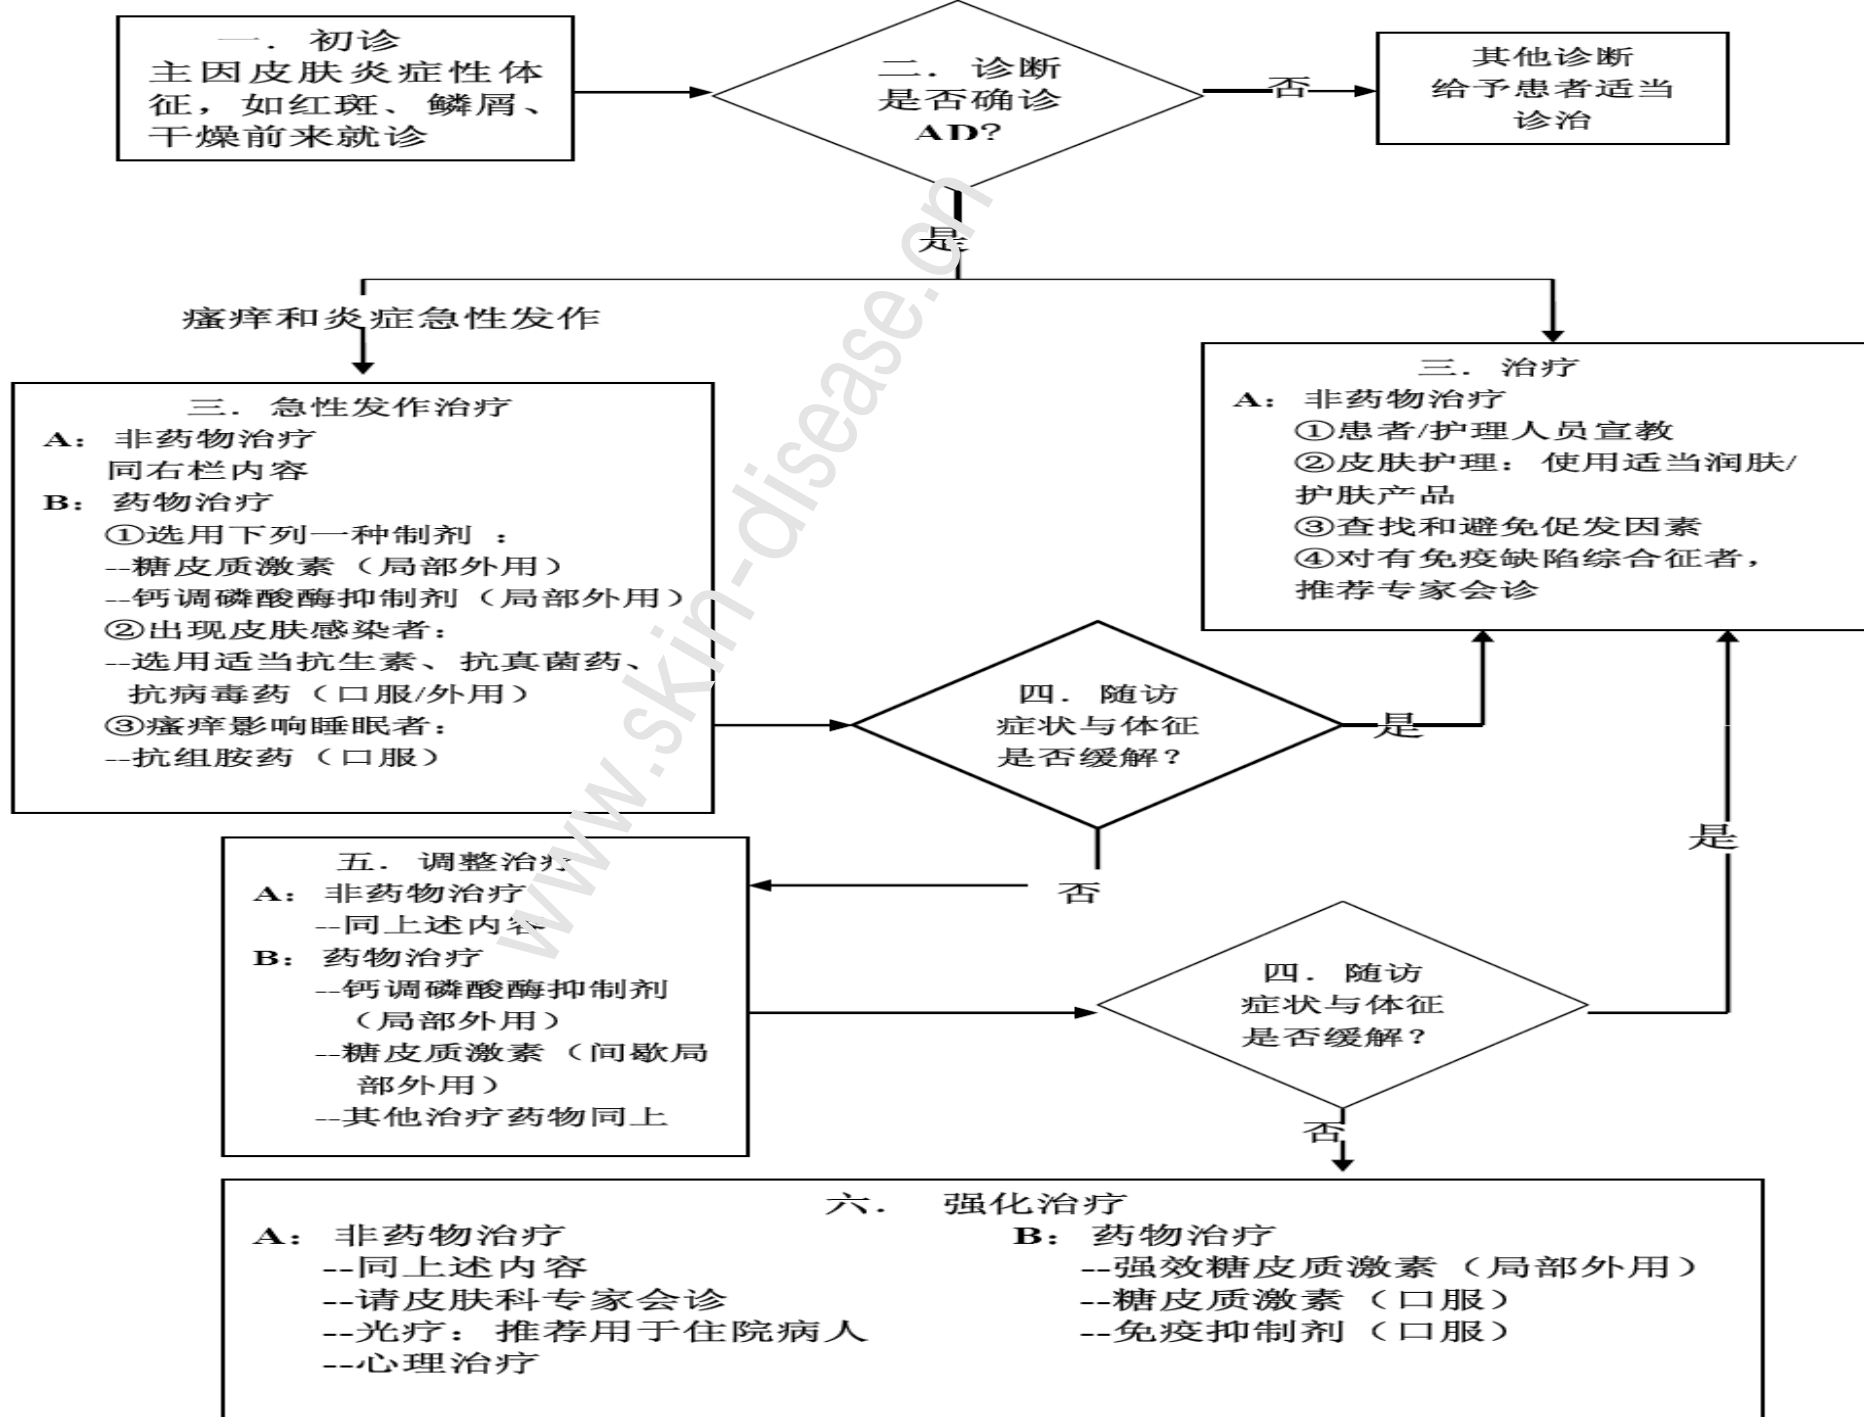 一. 初诊
主因皮肤炎症性体
征，如红斑、鳞屑、
干燥前来就诊
二. 诊断
是否确诊
AD?
否
其他诊断
给予患者适当
诊治
是
瘙痒和炎症急性发作
三. 急性发作治疗
A: 非药物治疗
同右栏内容
B: 药物治疗
①选用下列一种制剂 :
--糖皮质激素（局部外用）
--钙调磷酸酶抑制剂（局部外用）
②出现皮肤感染者:
--选用适当抗生素、抗真菌药、
抗病毒药（口服/外用）
③瘙痒影响睡眠者:
--抗组胺药（口服）
三. 治疗
A: 非药物治疗
①患者/护理人员宣教
②皮肤护理: 使用适当润肤/
护肤产品
③查找和避免促发因素
④对有免疫缺陷综合征者,
推荐专家会诊
四. 随访
症状与体征
是否缓解?
是
否
五. 调整治疗
A: 非药物治疗
--同上述内容
B: 药物治疗
--钙调磷酸酶抑制剂
（局部外用）
--糖皮质激素（间歇局
部外用）
--其他治疗药物同上
四. 随访
症状与体征
是否缓解?
是
否
六. 强化治疗
A: 非药物治疗
--同上述内容
--请皮肤科专家会诊
--光疗: 推荐用于住院病人
--心理治疗
B: 药物治疗
--强效糖皮质激素（局部外用）
--糖皮质激素（口服）
--免疫抑制剂（口服）
www.skin-disease.cn